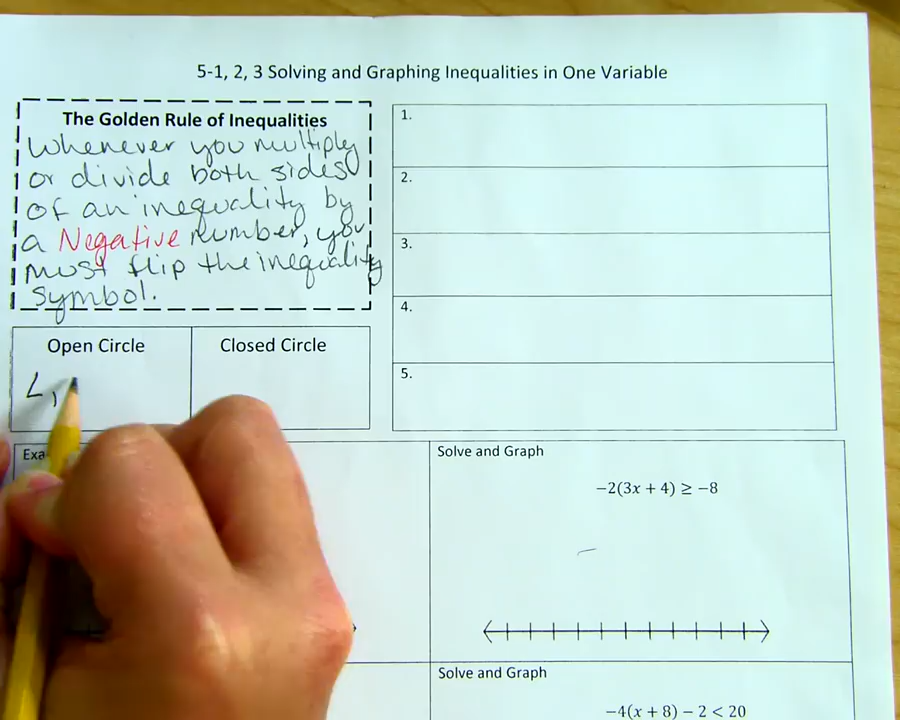 5-1, 2, 3 Solving and Graphing Inequalities in One Variable
The Golden Rule of Inequalities
Whenever you multiply
or divide both sides
of an inequality by
a Negative number, you
must flip the inequality
symbol.
1.
2.
3.
4.
5.
Open Circle
Closed Circle
<,
Solve and Graph
−2(3x + 4) ≥ −8
Solve and Graph
−4(x + 8) − 2 < 20